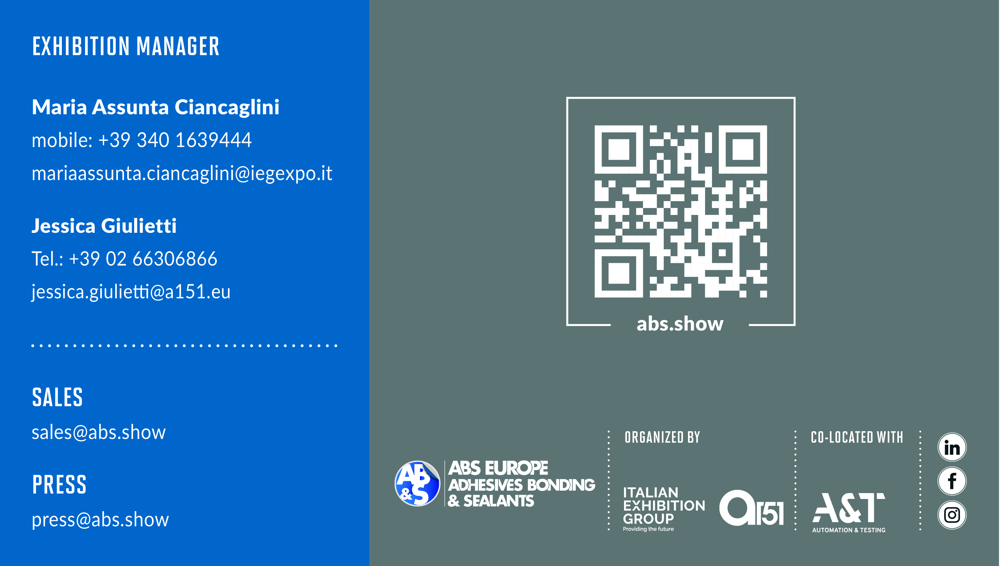 EXHIBITION MANAGER
Maria Assunta Ciancaglini
mobile: +39 340 1639444
mariaassunta.ciancaglini@iegexpo.it
Jessica Giulietti
Tel.: +39 02 66306866
jessica.giulietti@a151.eu
SALES
sales@abs.show
PRESS
press@abs.show
abs.show
AB
&S
ABS EUROPE
ADHESIVES BONDING
& SEALANTS
ORGANIZED BY
ITALIAN
EXHIBITION
GROUP
Providing the future
a151
CO-LOCATED WITH
A&T
AUTOMATION & TESTING
in
f